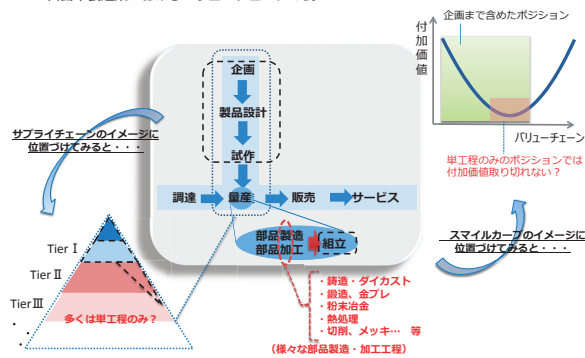 企画まで含めたポジション
付加価値
バリューチェーン
単工程のみのポジションでは
付加価値取り切れない？
企画
製品設計
試作
調達
量産
販売
サービス
部品製造
部品加工
組立
サプライチェーンのイメージに
位置づけてみると・・・
スマイルカーブのイメージに
位置づけてみると・・・
TierⅠ
TierⅡ
TierⅢ
・
・
・
多くは単工程のみ？
・鋳造・ダイカスト
・鍛造、金プレ
・粉末冶金
・熱処理
・切削、メッキ… 等
（様々な部品製造・加工工程）